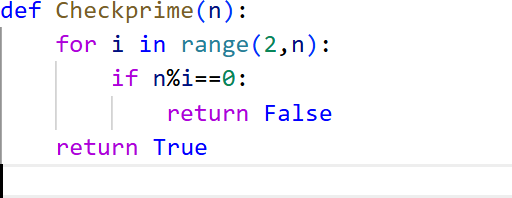 def Checkprime(n):
    for i in range(2,n):
        if n%i==0:
            return False
    return True